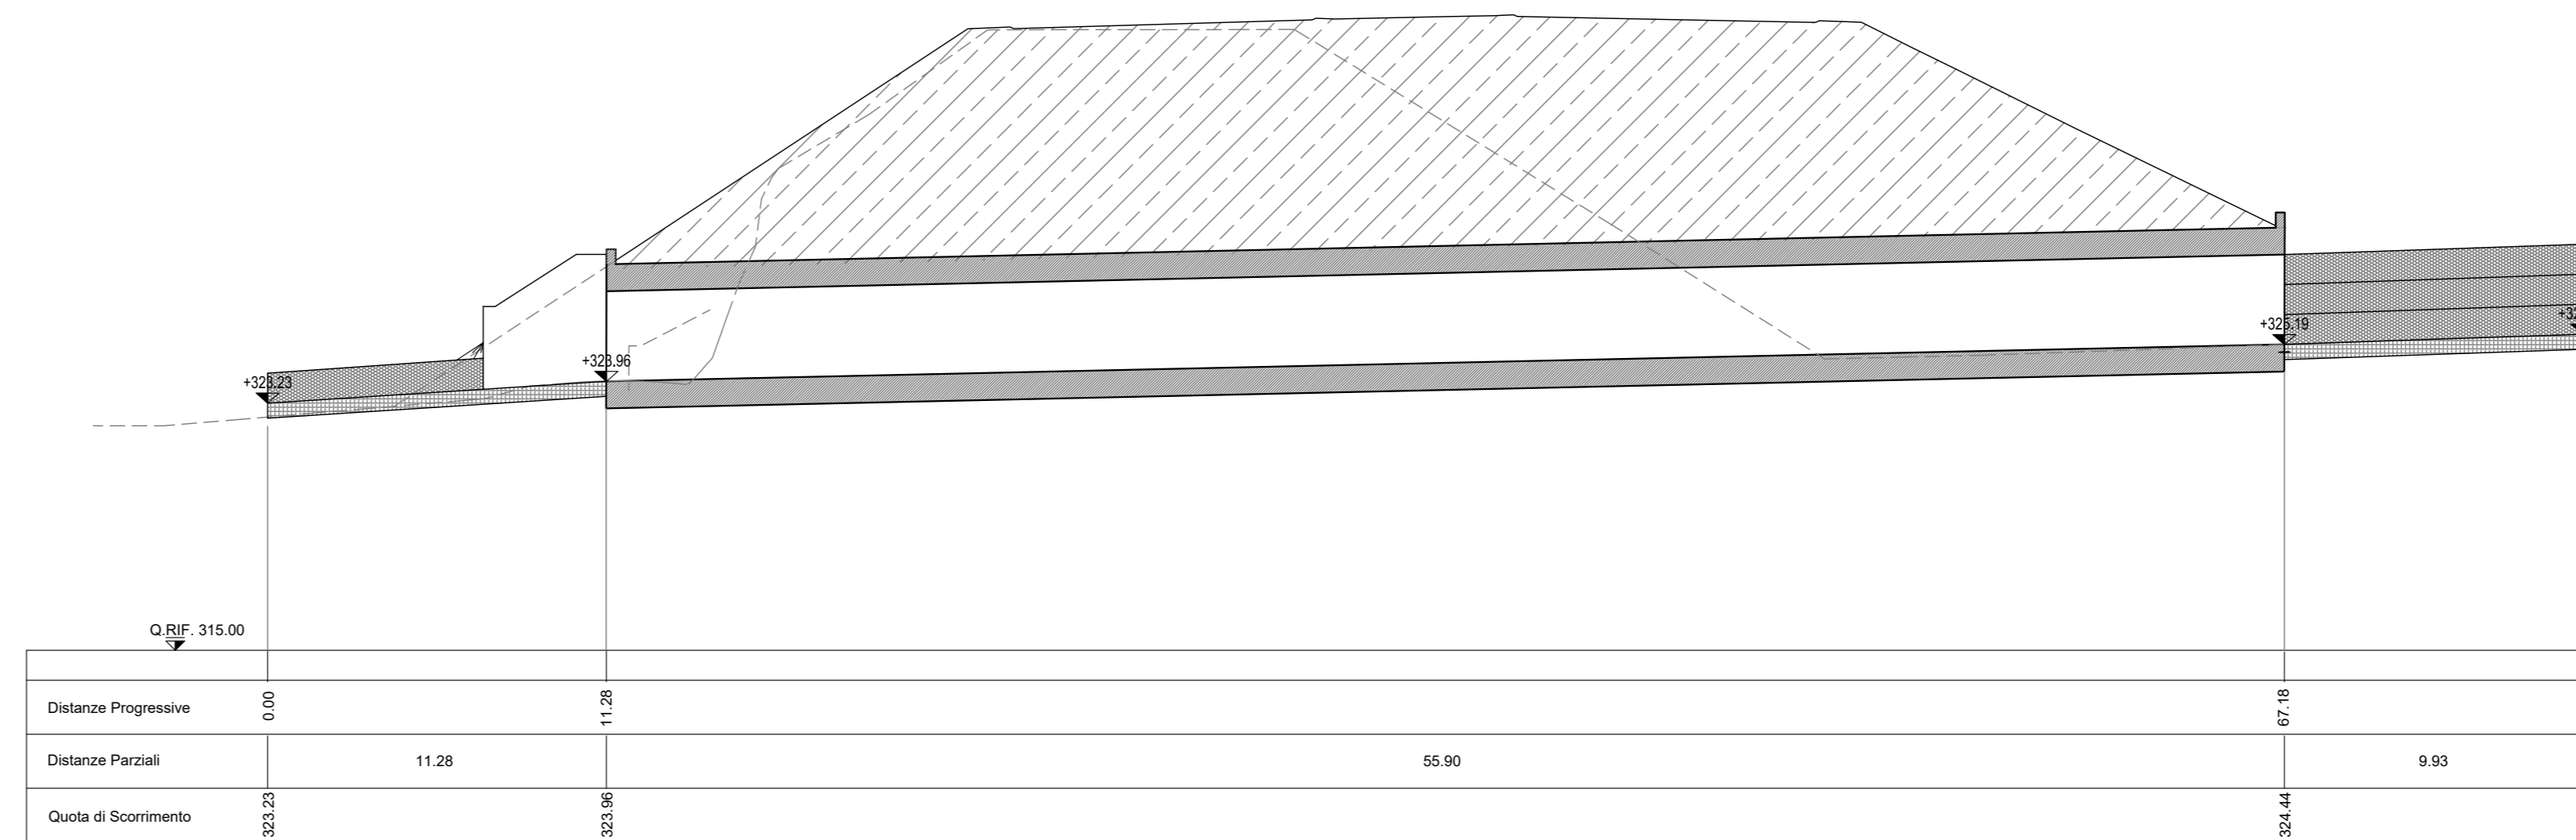 +325.19
+323.96
+323.23
Q.RIF. 315.00
Distanze Progressive 0.00 11.28 67.18
Distanze Parziali 11.28 55.90 9.93
Quota di Scorrimento 323.23 323.96 324.44